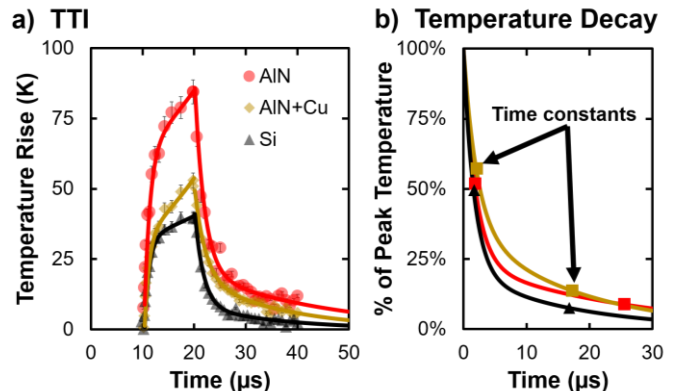 a) TTI
Temperature Rise (K)
100
75
50
25
0
AlN
AlN+Cu
Si
0 10 20 30 40 50
Time (µs)
b) Temperature Decay
% of Peak Temperature
100%
75%
50%
25%
0%
Time constants
0 10 20 30
Time (µs)